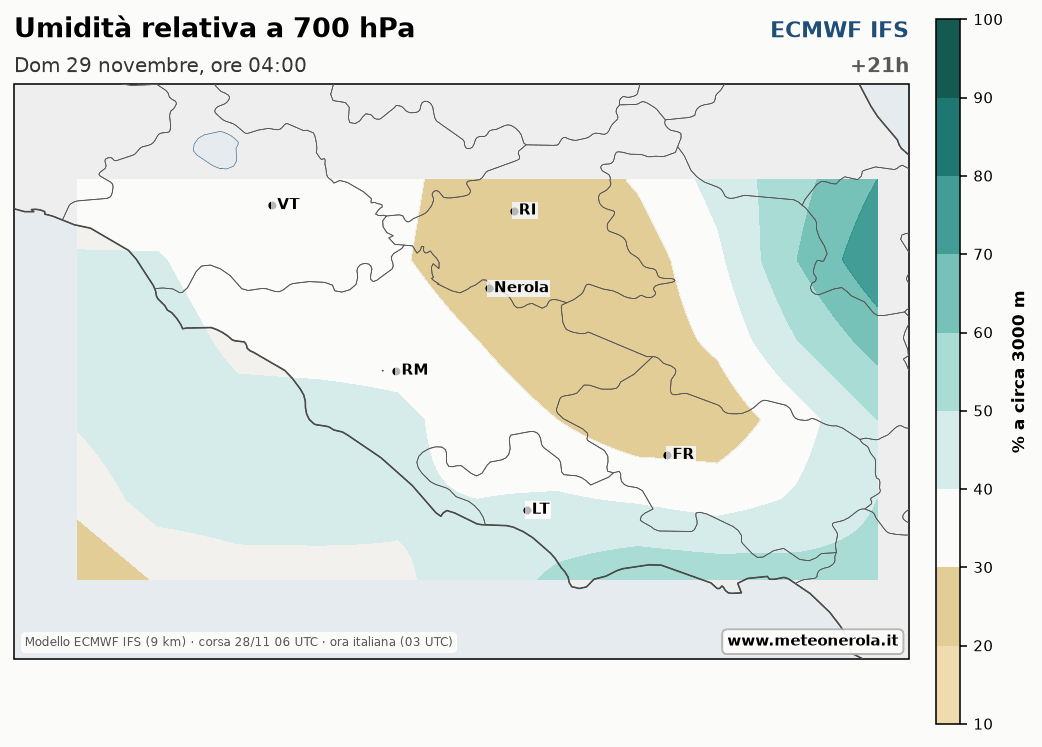 Umidità relativa a 700 hPa
ECMWF IFS
Dom 29 novembre, ore 04:00
+21h
VT
RI
Nerola
RM
FR
LT
Modello ECMWF IFS (9 km) · corsa 28/11 06 UTC · ora italiana (03 UTC)
www.meteonerola.it
100
90
80
70
60
50
40
30
20
10
% a circa 3000 m